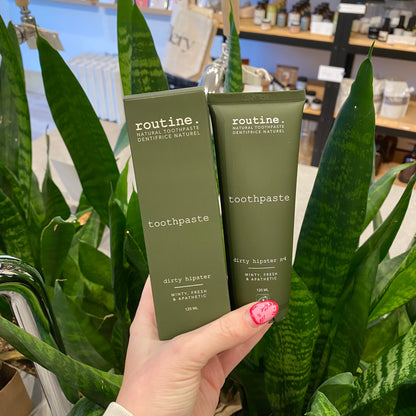 routine.
NATURAL TOOTHPASTE
DENTIFRICE NATUREL
toothpaste
dirty hipster
MINTY, FRESH
& APATHETIC
120 ML
routine.
NATURAL TOOTHPASTE
DENTIFRICE NATUREL
toothpaste
dirty hipster
MINTY, FRESH
& APATHETIC
120 ML